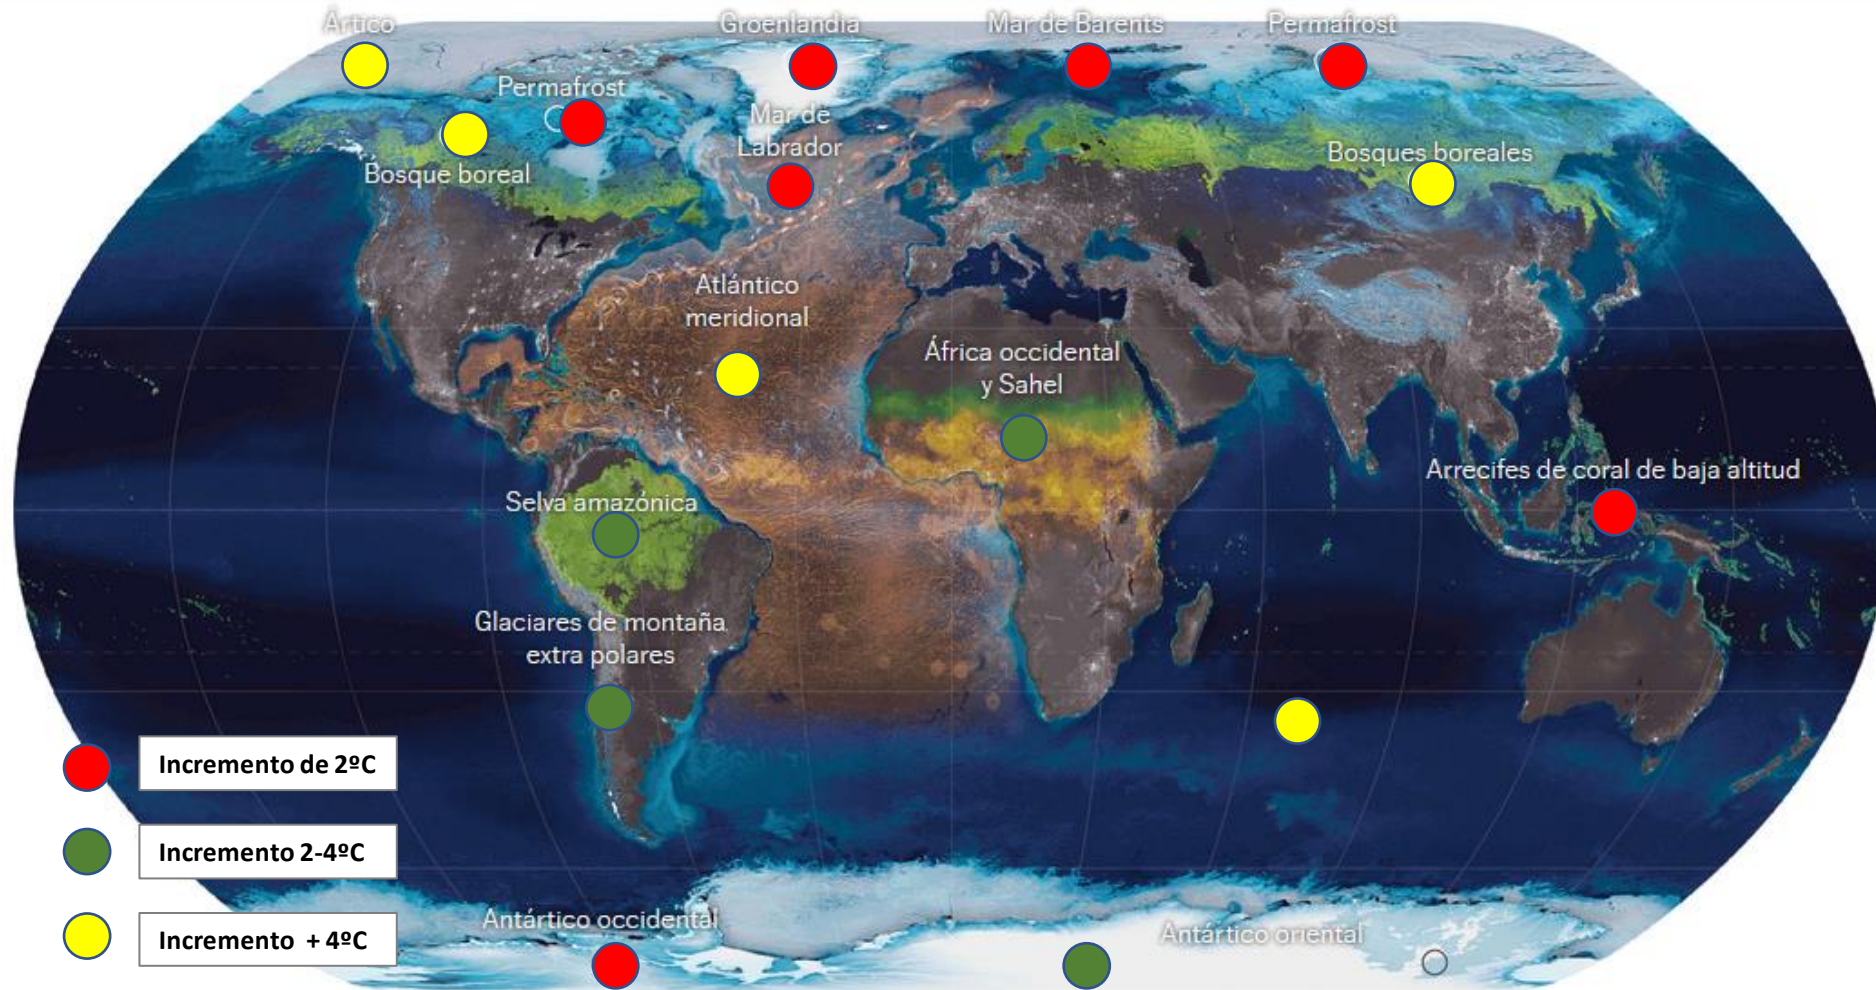 Ártico
Groenlandia
Mar de Barents
Permafrost
Permafrost
Mar de
Labrador
Bosque boreal
Bosques boreales
Atlántico
meridional
África occidental
y Sahel
Arrecifes de coral de baja altitud
Selva amazónica
Glaciares de montaña
extra polares
Incremento de 2ºC
Incremento 2-4ºC
Incremento + 4ºC
Antártico occidental
Antártico oriental